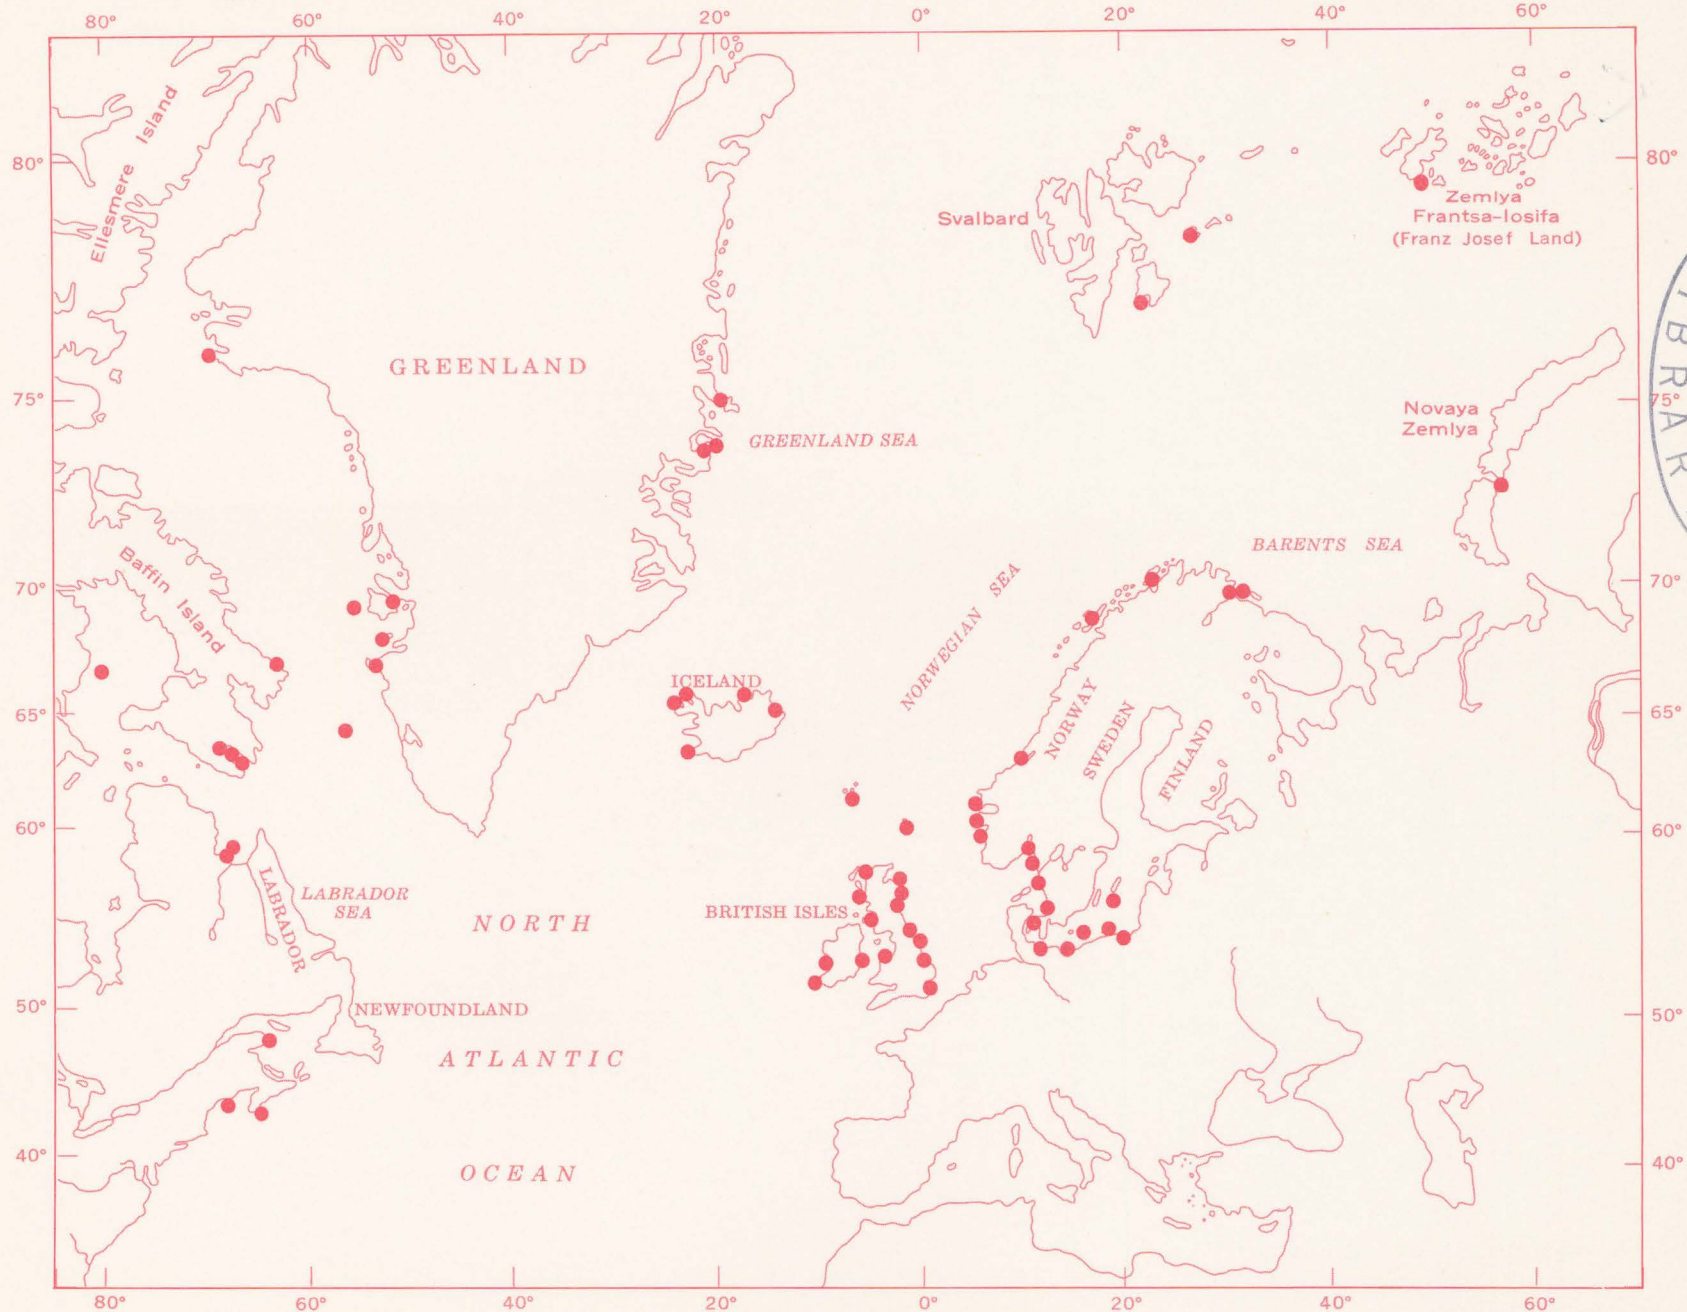 80° 60° 40° 20° 0° 20° 40° 60°
Ellesmere Island
80°
80°
Zemlya
Frantsa-Iosifa
(Franz Josef Land)
Svalbard
GREENLAND
75°
75°
BRAR
Novaya
Zemlya
GREENLAND SEA
BARENTS SEA
Baffin Island
70°
70°
NORWEGIAN SEA
ICELAND
65°
65°
NORWAY
SWEDEN
FINLAND
60°
60°
LABRADOR
LABRADOR
SEA
BRITISH ISLES
NORTH
50°
50°
NEWFOUNDLAND
ATLANTIC
40°
40°
OCEAN
80° 60° 40° 20° 0° 20° 40° 60°